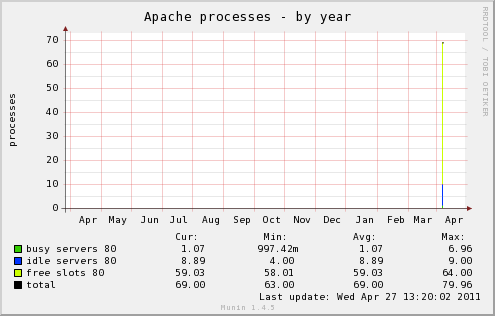 Apache processes - by year
RRDTOOL / TOBI OETIKER
processes
70
60
50
40
30
20
10
0
Apr May Jun Jul Aug Sep Oct Nov Dec Jan Feb Mar Apr
Cur: Min: Avg: Max:
busy servers 80 1.07 997.42m 1.07 6.96
idle servers 80 8.89 4.00 8.89 9.00
free slots 80 59.03 58.01 59.03 64.00
total 69.00 63.00 69.00 79.96
Last update: Wed Apr 27 13:20:02 2011
Munin 1.4.5